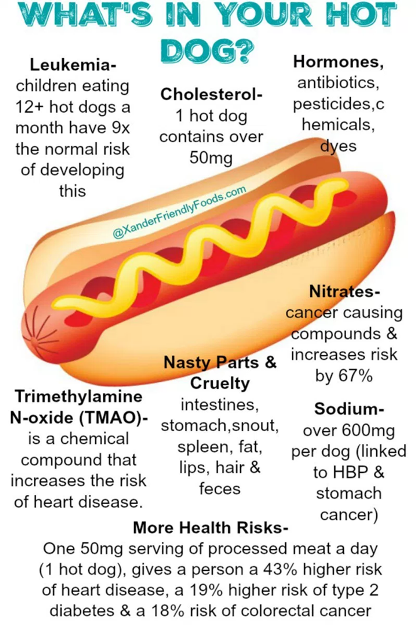 WHAT'S IN YOUR HOT
DOG?
Leukemia-
children eating
12+ hot dogs a
month have 9x
the normal risk
of developing
this
Cholesterol-
1 hot dog
contains over
50mg
Hormones,
antibiotics,
pesticides,c
hemicals,
dyes
@XanderFriendlyFoods.com
Nitrates-
cancer causing
compounds &
increases risk
by 67%
Nasty Parts &
Cruelty
intestines,
stomach,snout,
spleen, fat,
lips, hair &
feces
Trimethylamine
N-oxide (TMAO)-
is a chemical
compound that
increases the risk
of heart disease.
Sodium-
over 600mg
per dog (linked
to HBP &
stomach
cancer)
More Health Risks-
One 50mg serving of processed meat a day
(1 hot dog), gives a person a 43% higher risk
of heart disease, a 19% higher risk of type 2
diabetes & a 18% risk of colorectal cancer